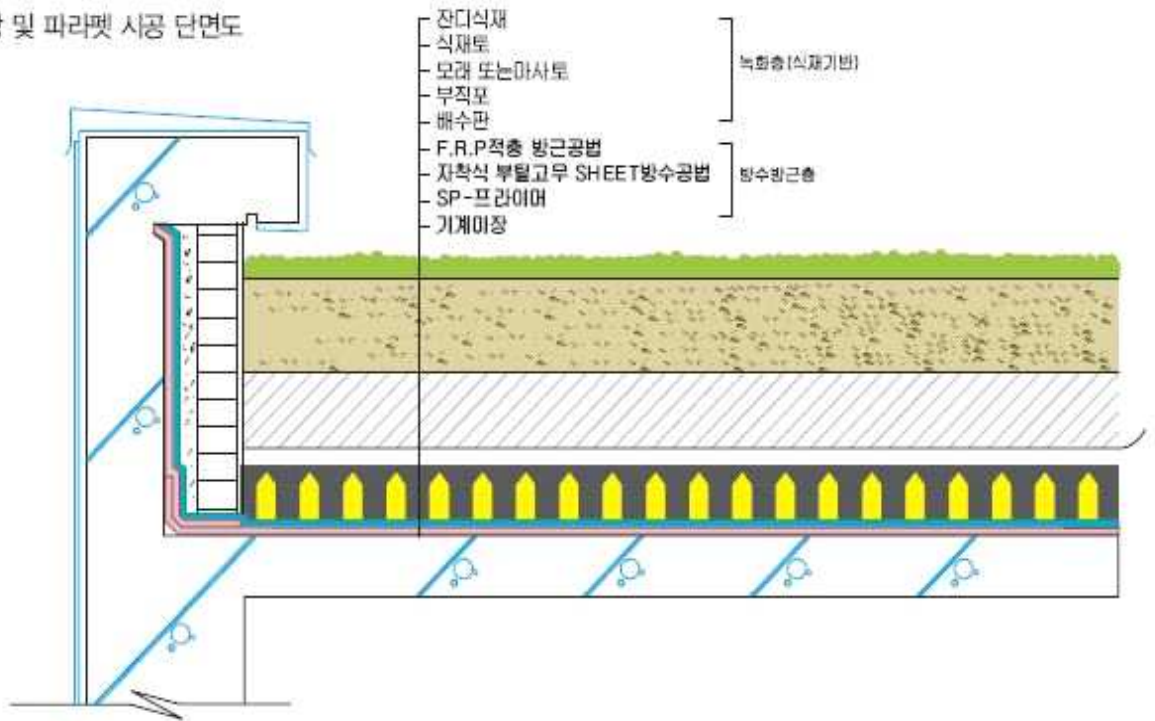 및 파라펫 시공 단면도
잔디식재
식재토
모래 또는마사토
부직포
배수판
녹화층(식재기반)
F.R.P적층 방근공법
자착식 부틸고무 SHEET방수공법
SP-프라이머
기계미장
방수방근층